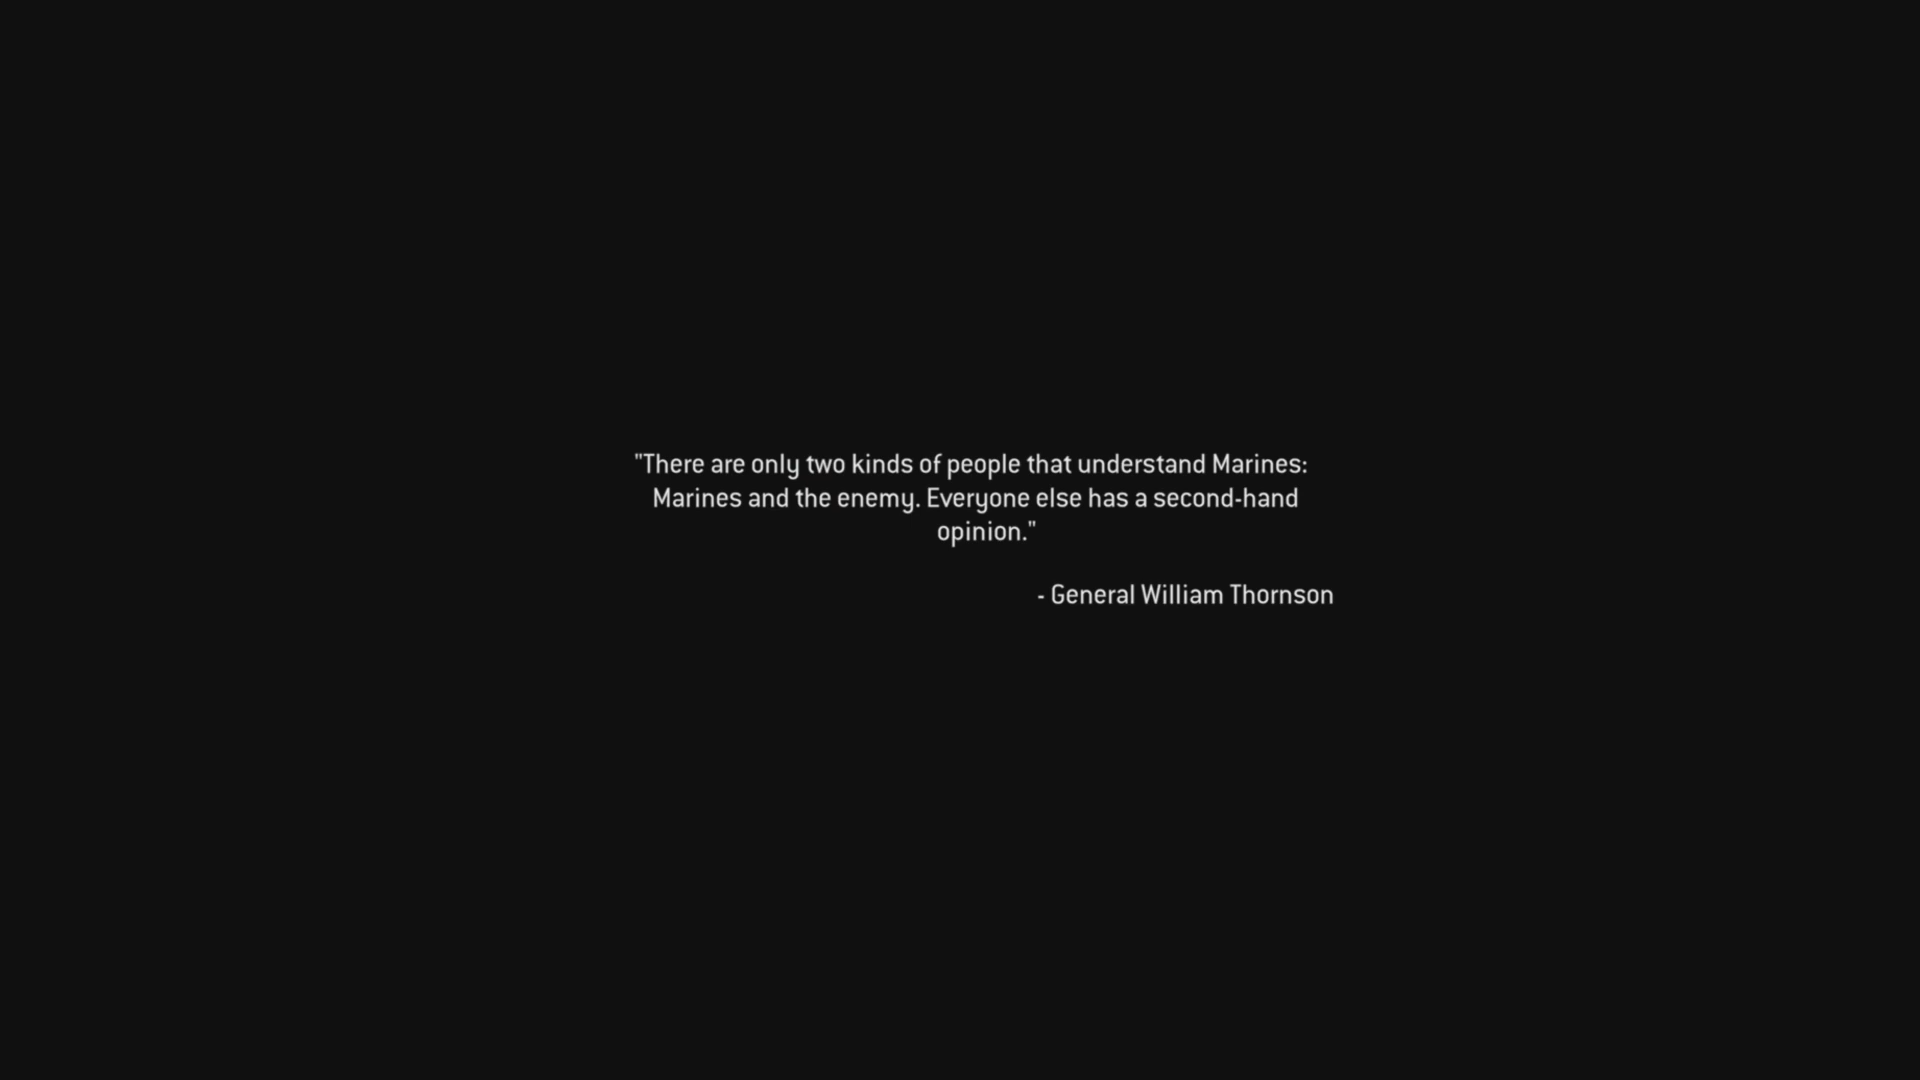 "There are only two kinds of people that understand Marines:
Marines and the enemy. Everyone else has a second-hand
opinion."
- General William Thornson